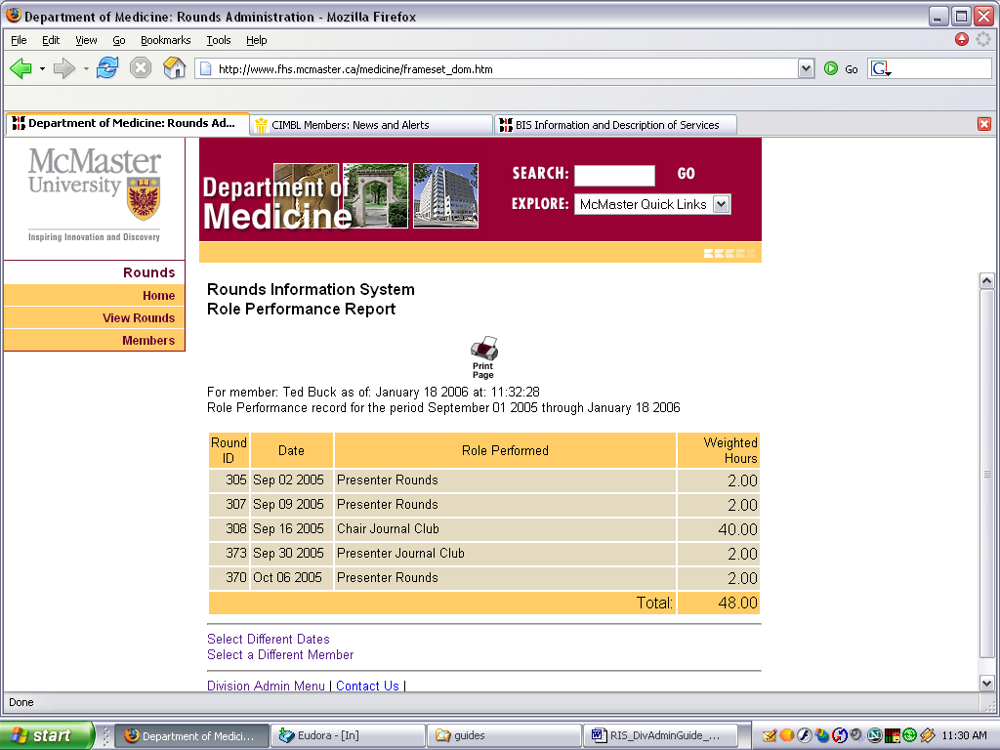 Department of Medicine: Rounds Administration - Mozilla Firefox
File Edit View Go Bookmarks Tools Help
http://www.fhs.mcmaster.ca/medicine/frameset_dom.htm Go G
Department of Medicine: Rounds Ad... CIMBL Members: News and Alerts BIS Information and Description of Services
McMaster
University
Inspiring Innovation and Discovery
Department of
Medicine
SEARCH: GO
EXPLORE: McMaster Quick Links
Rounds
Home
View Rounds
Members
Rounds Information System
Role Performance Report
Print
Page
For member: Ted Buck as of: January 18 2006 at: 11:32:28
Role Performance record for the period September 01 2005 through January 18 2006
Round ID Date Role Performed Weighted Hours
305 Sep 02 2005 Presenter Rounds 2.00
307 Sep 09 2005 Presenter Rounds 2.00
308 Sep 16 2005 Chair Journal Club 40.00
373 Sep 30 2005 Presenter Journal Club 2.00
370 Oct 06 2005 Presenter Rounds 2.00
Total: 48.00
Select Different Dates
Select a Different Member
Division Admin Menu | Contact Us |
Done
start Department of Medici... Eudora - [In] guides RIS_DivAdminGuide_... 11:30 AM